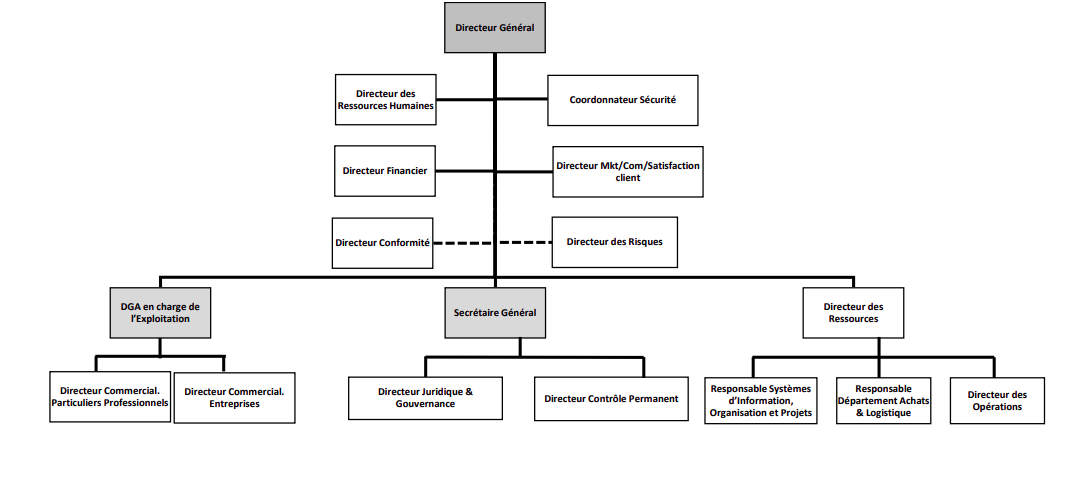 Directeur Général
Directeur des
Ressources Humaines
Coordonnateur Sécurité
Directeur Financier
Directeur Mkt/Com/Satisfaction
client
Directeur Conformité
Directeur des Risques
DGA en charge de
l'Exploitation
Secrétaire Général
Directeur des
Ressources
Directeur Commercial.
Particuliers Professionnels
Directeur Commercial.
Entreprises
Directeur Juridique &
Gouvernance
Directeur Contrôle Permanent
Responsable Systèmes
d'Information,
Organisation et Projets
Responsable
Département Achats
& Logistique
Directeur des
Opérations